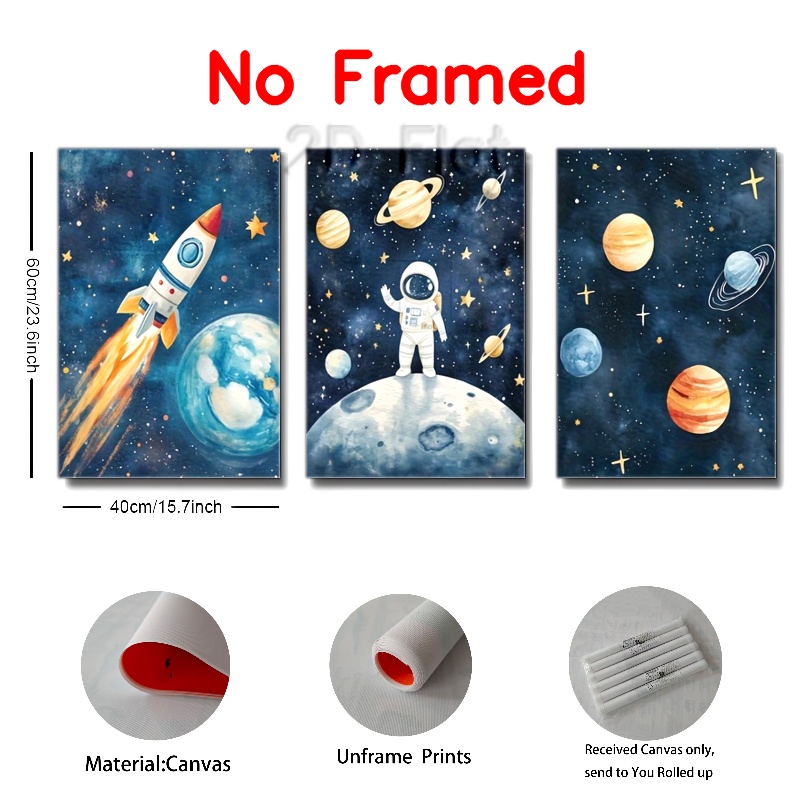 No Framed
2D Flat
60cm/23.6inch
40cm/15.7inch
Material:Canvas
Unframe Prints
Received Canvas only,
send to You Rolled up